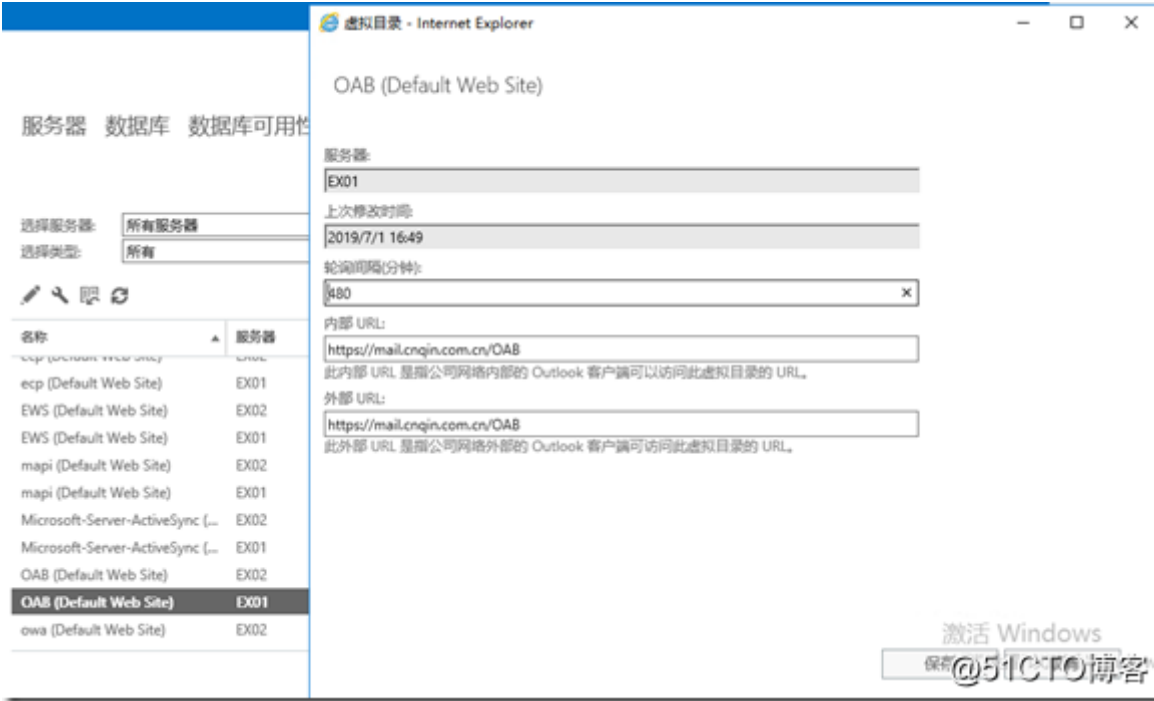 虚拟目录 - Internet Explorer
OAB (Default Web Site)
服务器 数据库 数据库可用性
服务器:
EX01
上次修改时间:
2019/7/1 16:49
选择服务器: 所有服务器
选择类型: 所有
轮询间隔(分钟):
480
名称 服务器
内部 URL:
https://mail.cnqin.com.cn/OAB
此内部 URL 是指公司网络内部的 Outlook 客户端可以访问此虚拟目录的 URL。
外部 URL:
https://mail.cnqin.com.cn/OAB
此外部 URL 是指公司网络外部的 Outlook 客户端可访问此虚拟目录的 URL。
ecp (Default Web Site) EX02
ecp (Default Web Site) EX01
EWS (Default Web Site) EX02
EWS (Default Web Site) EX01
mapi (Default Web Site) EX02
mapi (Default Web Site) EX01
Microsoft-Server-ActiveSync (... EX02
Microsoft-Server-ActiveSync (... EX01
OAB (Default Web Site) EX02
OAB (Default Web Site) EX01
owa (Default Web Site) EX02
激活 Windows
保存
@51CTO博客